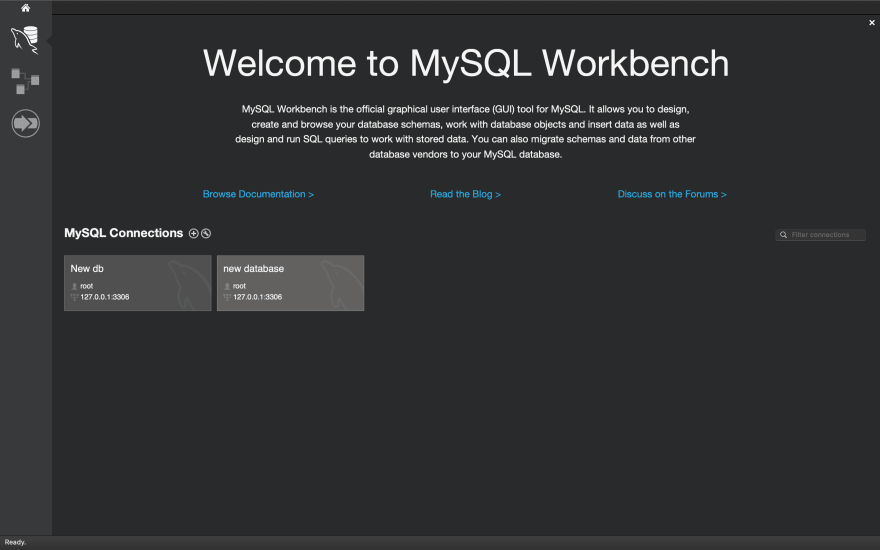 Welcome to MySQL Workbench
MySQL Workbench is the official graphical user interface (GUI) tool for MySQL. It allows you to design,
create and browse your database schemas, work with database objects and insert data as well as
design and run SQL queries to work with stored data. You can also migrate schemas and data from other
database vendors to your MySQL database.
Browse Documentation >
Read the Blog >
Discuss on the Forums >
MySQL Connections
Filter connections
New db
root
127.0.0.1:3306
new database
root
127.0.0.1:3306
Ready.